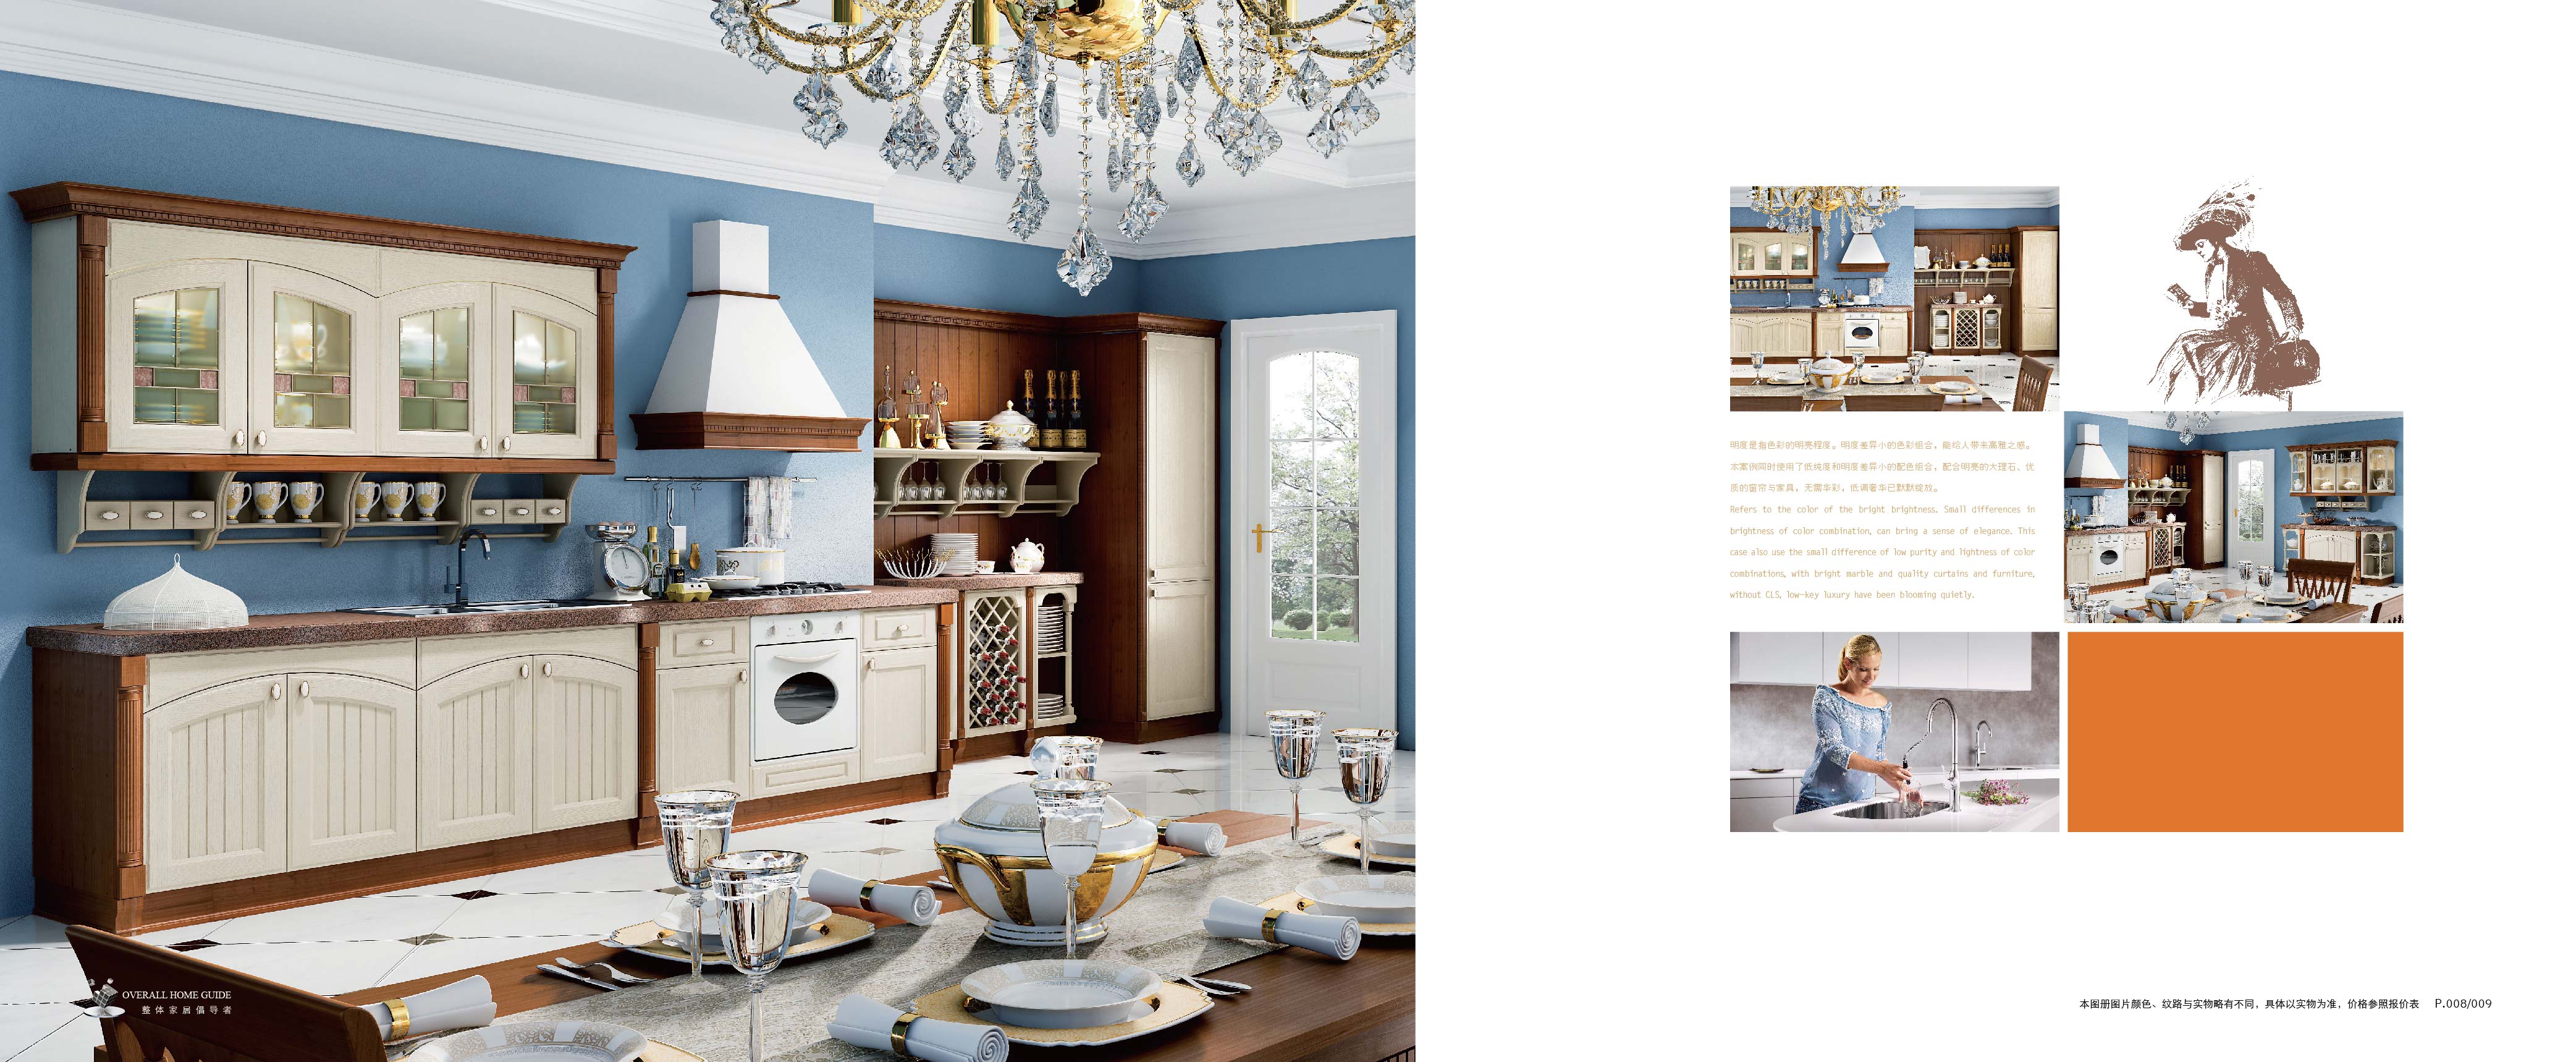 OVERALL HOME GUIDE
整体家居倡导者
明度是指色彩的明亮程度。明度差异小的色彩组合，能给人带来高雅之感。
本案例同时使用了低纯度和明度差异小的配色组合，配合明亮的大理石、优
质的窗帘与家具，无需华彩，低调奢华已默默绽放。
Refers to the color of the bright brightness. Small differences in
brightness of color combination, can bring a sense of elegance. This
case also use the small difference of low purity and lightness of color
combinations, with bright marble and quality curtains and furniture,
without CLS, low-key luxury have been blooming quietly.
本图册图片颜色、纹路与实物略有不同，具体以实物为准，价格参照报价表 P.008/009